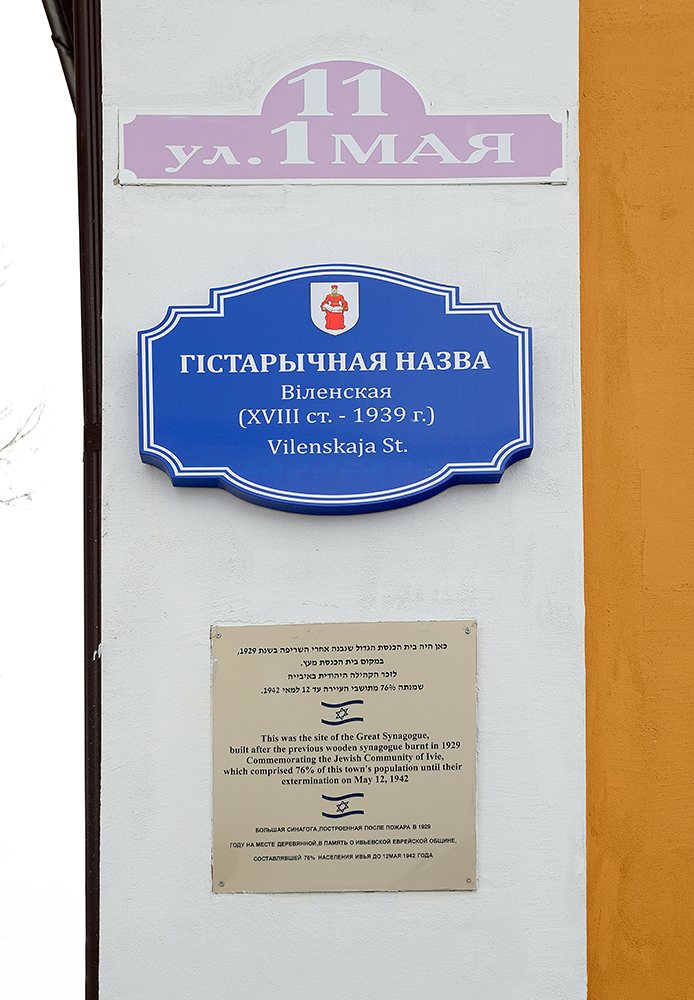 11
ул. 1 МАЯ
ГІСТАРЫЧНАЯ НАЗВА
Віленская
(XVIII ст. - 1939 г.)
Vilenskaja St.
כאן היה בית הכנסת הגדול שנבנה אחרי השריפה בשנת 1929,
במקום בית הכנסת מעץ.
לזכר הקהילה היהודית באיבייה
שמנתה 76% מתושבי העיירה עד 12 למאי 1942.
This was the site of the Great Synagogue,
built after the previous wooden synagogue burnt in 1929
Commemorating the Jewish Community of Ivie,
which comprised 76% of this town's population until their
extermination on May 12, 1942
БОЛЬШАЯ СИНАГОГА,ПОСТРОЕННАЯ ПОСЛЕ ПОЖАРА В 1929
ГОДУ НА МЕСТЕ ДЕРЕВЯННОЙ,В ПАМЯТЬ О ИВЬЕВСКОЙ ЕВРЕЙСКОЙ ОБЩИНЕ,
СОСТАВЛЯВШЕЙ 76% НАСЕЛЕНИЯ ИВЬЯ ДО 12МАЯ 1942 ГОДА